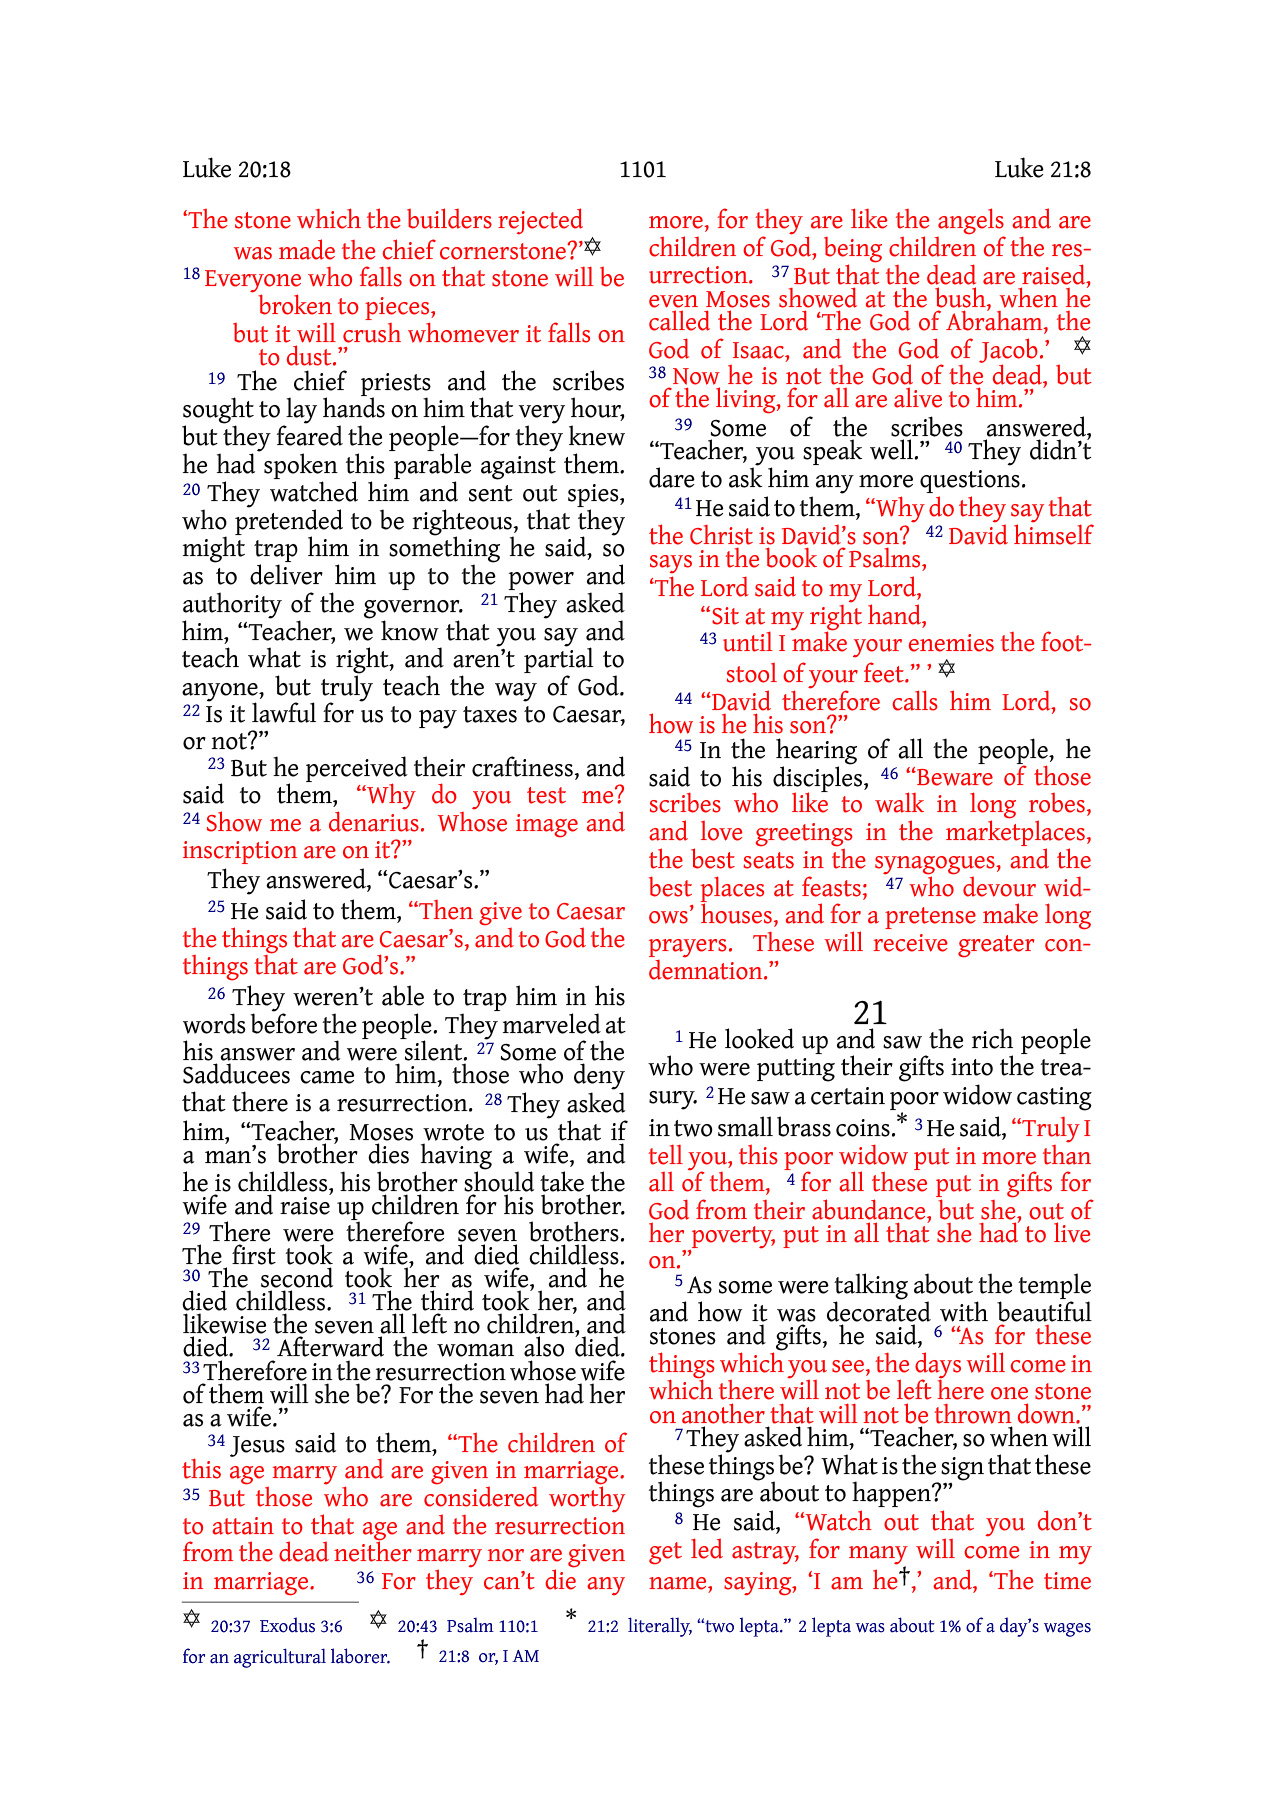 Luke 20:18 1101 Luke 21:8
‘The stone which the builders rejected
was made the chief cornerstone?’✡
18 Everyone who falls on that stone will be
broken to pieces,
but it will crush whomever it falls on
to dust.”
19 The chief priests and the scribes
sought to lay hands on him that very hour,
but they feared the people—for they knew
he had spoken this parable against them.
20 They watched him and sent out spies,
who pretended to be righteous, that they
might trap him in something he said, so
as to deliver him up to the power and
authority of the governor. 21 They asked
him, “Teacher, we know that you say and
teach what is right, and aren’t partial to
anyone, but truly teach the way of God.
22 Is it lawful for us to pay taxes to Caesar,
or not?”
23 But he perceived their craftiness, and
said to them, “Why do you test me?
24 Show me a denarius. Whose image and
inscription are on it?”
They answered, “Caesar’s.”
25 He said to them, “Then give to Caesar
the things that are Caesar’s, and to God the
things that are God’s.”
26 They weren’t able to trap him in his
words before the people. They marveled at
his answer and were silent. 27 Some of the
Sadducees came to him, those who deny
that there is a resurrection. 28 They asked
him, “Teacher, Moses wrote to us that if
a man’s brother dies having a wife, and
he is childless, his brother should take the
wife and raise up children for his brother.
29 There were therefore seven brothers.
The first took a wife, and died childless.
30 The second took her as wife, and he
died childless. 31 The third took her, and
likewise the seven all left no children, and
died. 32 Afterward the woman also died.
33 Therefore in the resurrection whose wife
of them will she be? For the seven had her
as a wife.”
34 Jesus said to them, “The children of
this age marry and are given in marriage.
35 But those who are considered worthy
to attain to that age and the resurrection
from the dead neither marry nor are given
in marriage. 36 For they can’t die any
more, for they are like the angels and are
children of God, being children of the res-
urrection. 37 But that the dead are raised,
even Moses showed at the bush, when he
called the Lord ‘The God of Abraham, the
God of Isaac, and the God of Jacob.’ ✡
38 Now he is not the God of the dead, but
of the living, for all are alive to him.”
39 Some of the scribes answered,
“Teacher, you speak well.” 40 They didn’t
dare to ask him any more questions.
41 He said to them, “Why do they say that
the Christ is David’s son? 42 David himself
says in the book of Psalms,
‘The Lord said to my Lord,
“Sit at my right hand,
43 until I make your enemies the foot-
stool of your feet.” ’ ✡
44 “David therefore calls him Lord, so
how is he his son?”
45 In the hearing of all the people, he
said to his disciples, 46 “Beware of those
scribes who like to walk in long robes,
and love greetings in the marketplaces,
the best seats in the synagogues, and the
best places at feasts; 47 who devour wid-
ows’ houses, and for a pretense make long
prayers. These will receive greater con-
demnation.”
21
1 He looked up and saw the rich people
who were putting their gifts into the trea-
sury. 2 He saw a certain poor widow casting
in two small brass coins.* 3 He said, “Truly I
tell you, this poor widow put in more than
all of them, 4 for all these put in gifts for
God from their abundance, but she, out of
her poverty, put in all that she had to live
on.”
5 As some were talking about the temple
and how it was decorated with beautiful
stones and gifts, he said, 6 “As for these
things which you see, the days will come in
which there will not be left here one stone
on another that will not be thrown down.”
7 They asked him, “Teacher, so when will
these things be? What is the sign that these
things are about to happen?”
8 He said, “Watch out that you don’t
get led astray, for many will come in my
name, saying, ‘I am he†,’ and, ‘The time
✡ 20:37 Exodus 3:6 ✡ 20:43 Psalm 110:1 * 21:2 literally, “two lepta.” 2 lepta was about 1% of a day’s wages
for an agricultural laborer. † 21:8 or, I AM